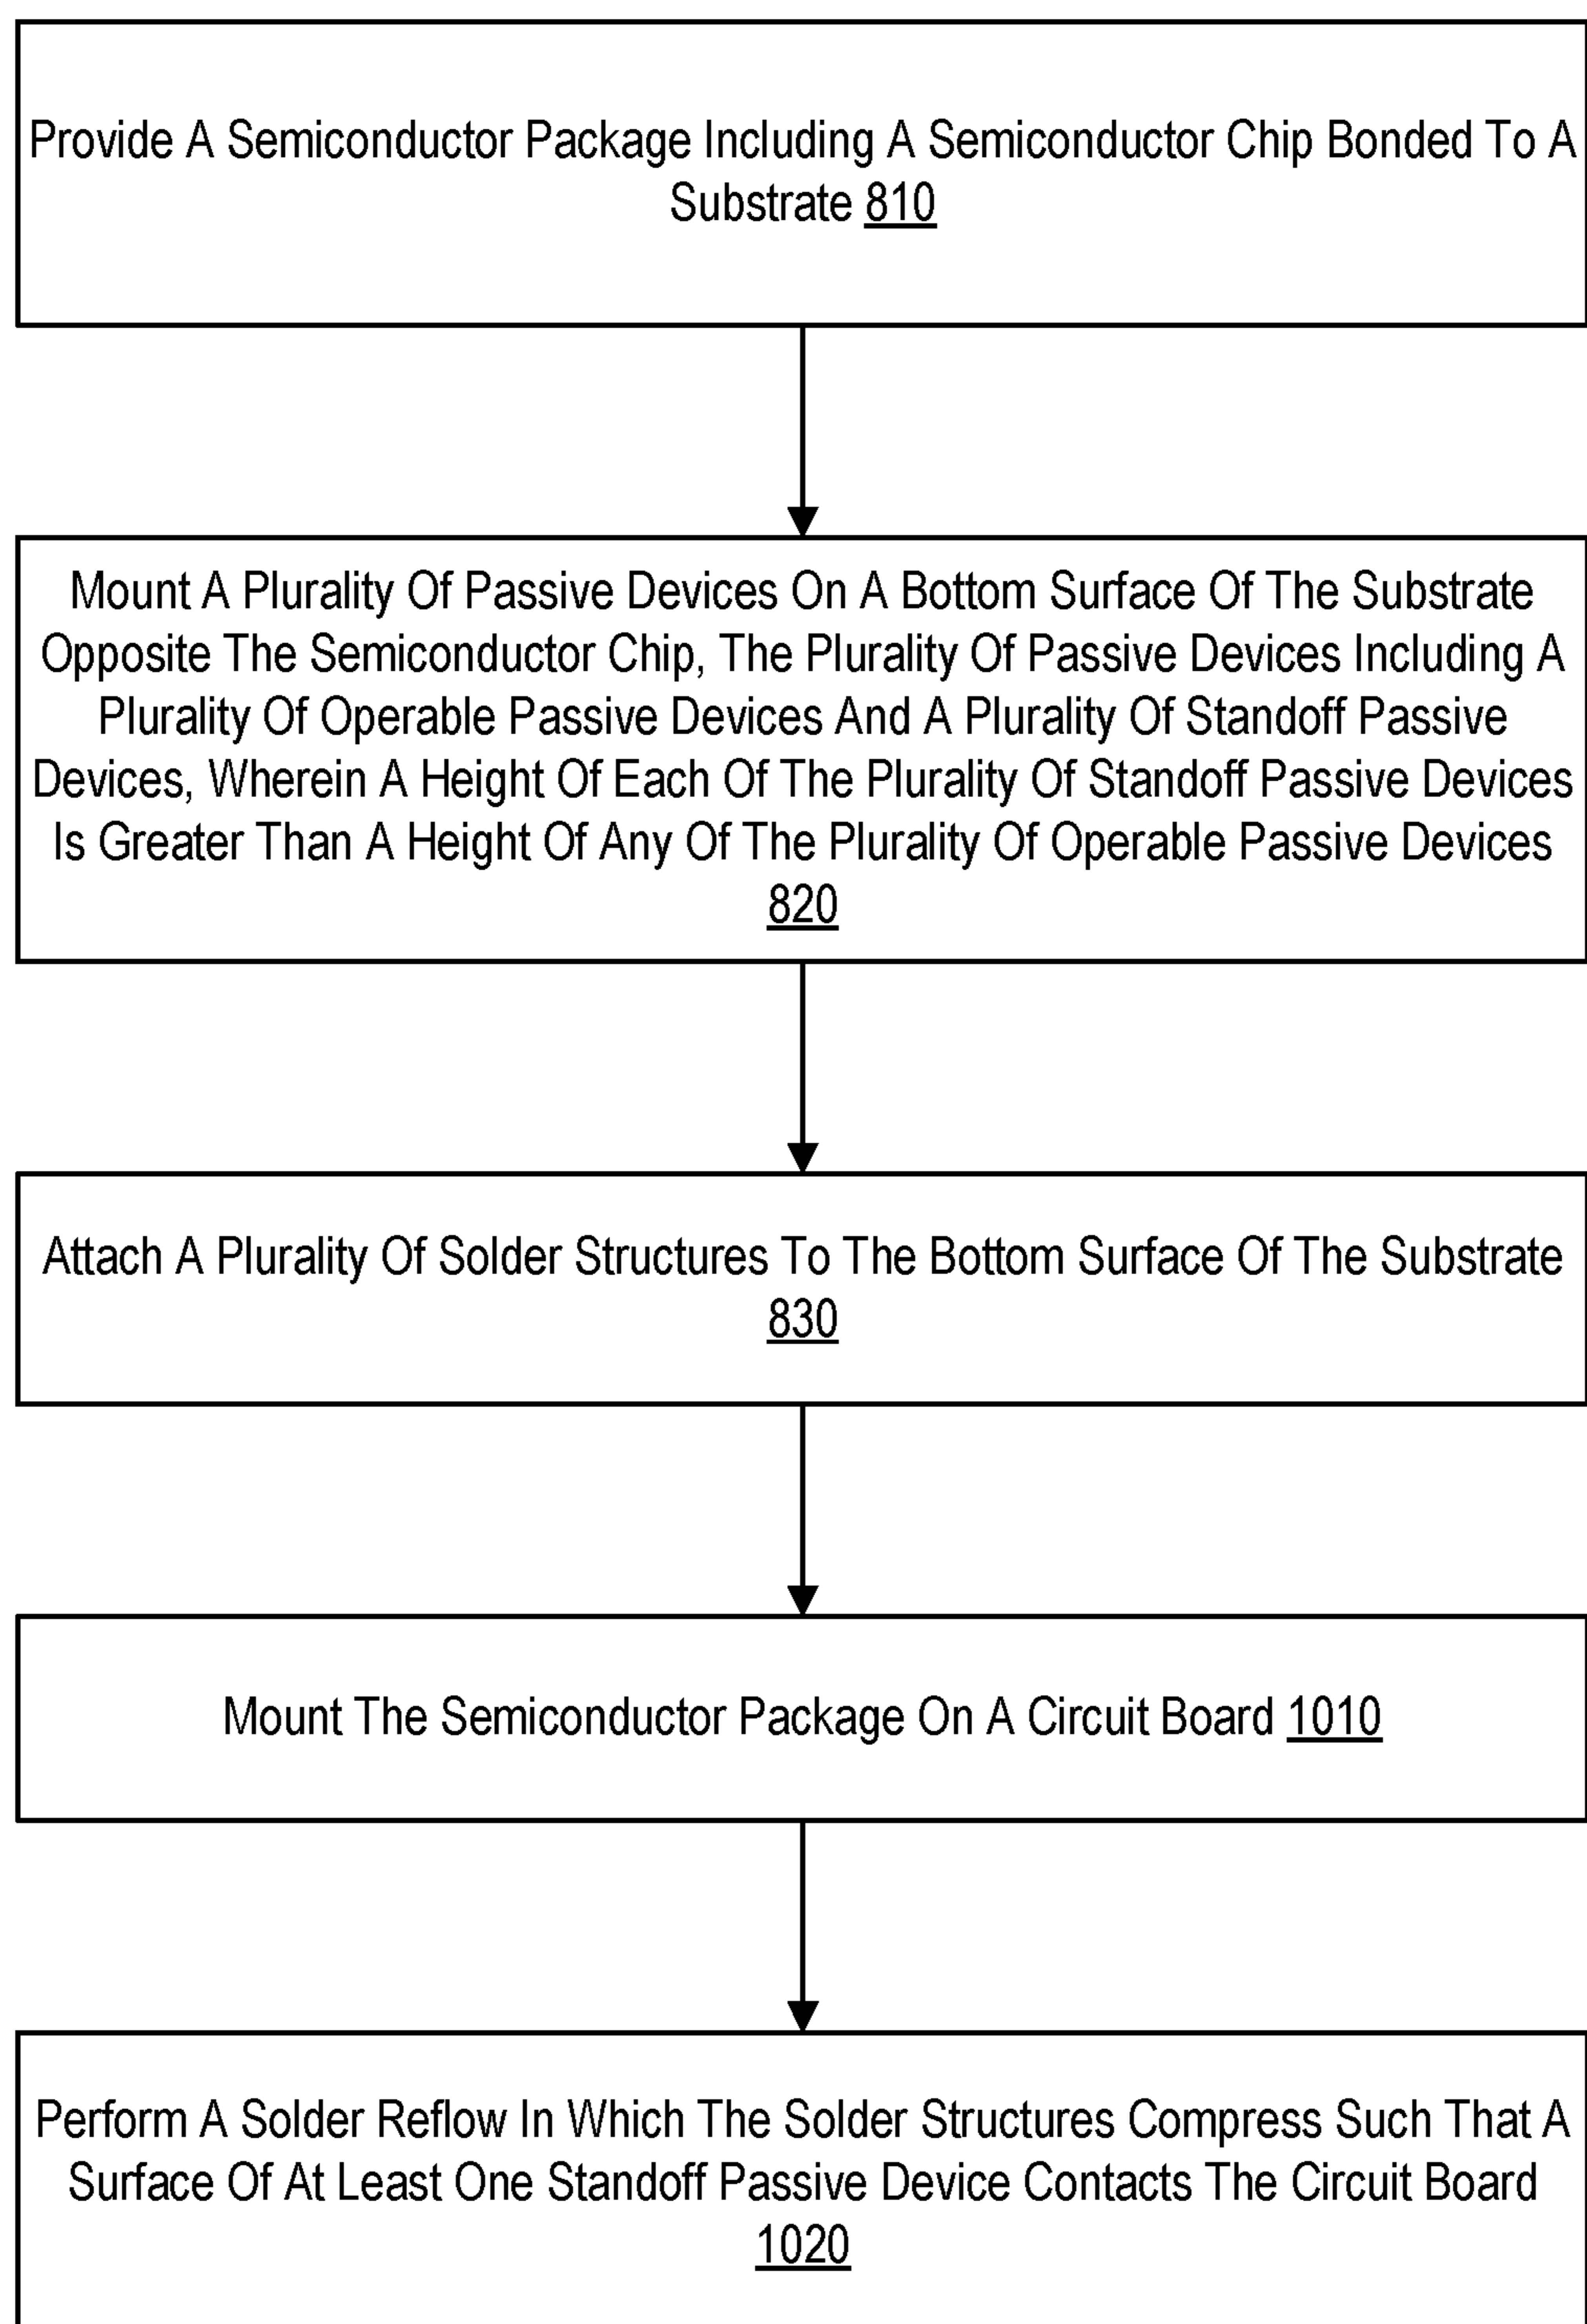 Provide A Semiconductor Package Including A Semiconductor Chip Bonded To A
Substrate 810
Mount A Plurality Of Passive Devices On A Bottom Surface Of The Substrate
Opposite The Semiconductor Chip, The Plurality Of Passive Devices Including A
Plurality Of Operable Passive Devices And A Plurality Of Standoff Passive
Devices, Wherein A Height Of Each Of The Plurality Of Standoff Passive Devices
Is Greater Than A Height Of Any Of The Plurality Of Operable Passive Devices
820
Attach A Plurality Of Solder Structures To The Bottom Surface Of The Substrate
830
Mount The Semiconductor Package On A Circuit Board 1010
Perform A Solder Reflow In Which The Solder Structures Compress Such That A
Surface Of At Least One Standoff Passive Device Contacts The Circuit Board
1020